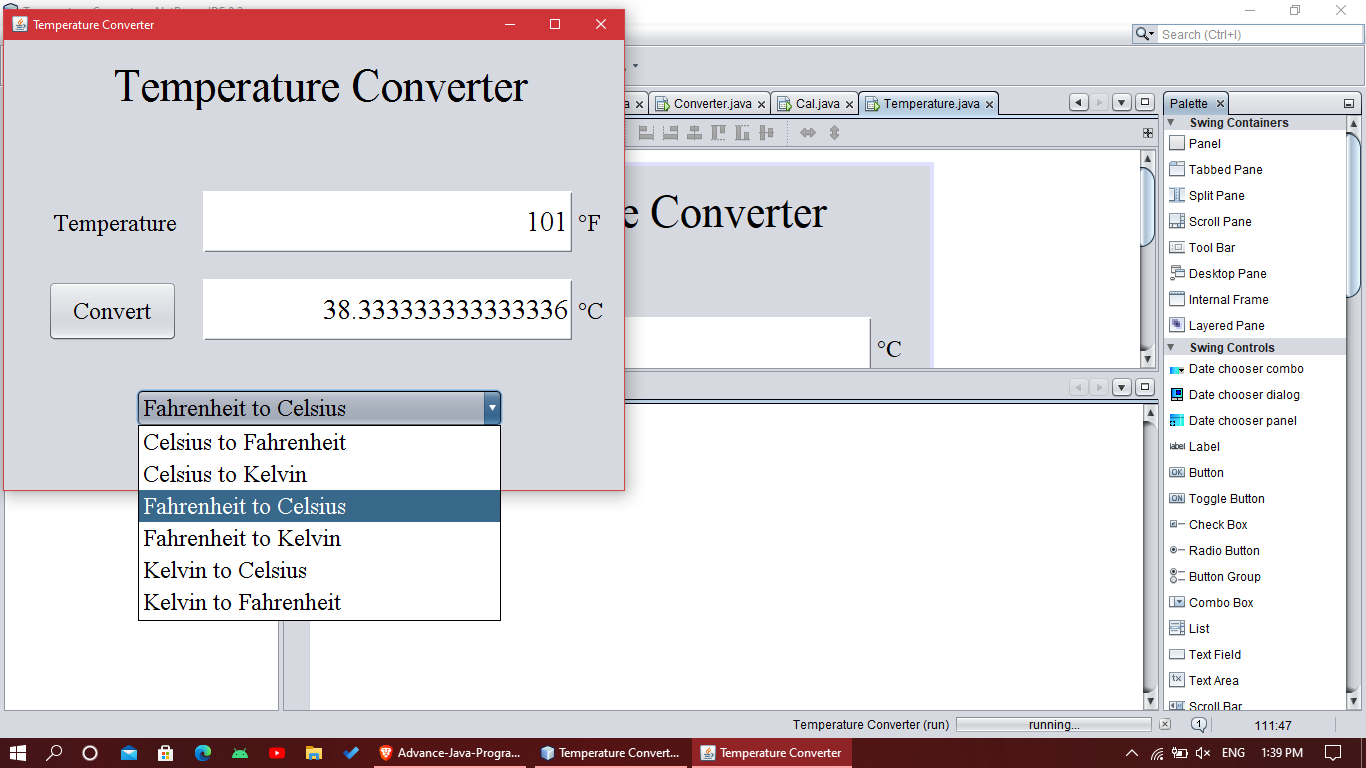 Temperature Converter
Temperature Converter
Temperature
101
°F
Convert
38.333333333333336
°C
Fahrenheit to Celsius
Celsius to Fahrenheit
Celsius to Kelvin
Fahrenheit to Celsius
Fahrenheit to Kelvin
Kelvin to Celsius
Kelvin to Fahrenheit
Search (Ctrl+I)
a
Converter.java
Cal.java
Temperature.java
e Converter
°C
Palette
Swing Containers
Panel
Tabbed Pane
Split Pane
Scroll Pane
Tool Bar
Desktop Pane
Internal Frame
Layered Pane
Swing Controls
Date chooser combo
Date chooser dialog
Date chooser panel
label Label
OK Button
ON Toggle Button
Check Box
Radio Button
Button Group
Combo Box
List
Text Field
tx Text Area
Scroll Bar
Temperature Converter (run)
running...
1
111:47
Advance-Java-Progra...
Temperature Convert...
Temperature Converter
ENG
1:39 PM